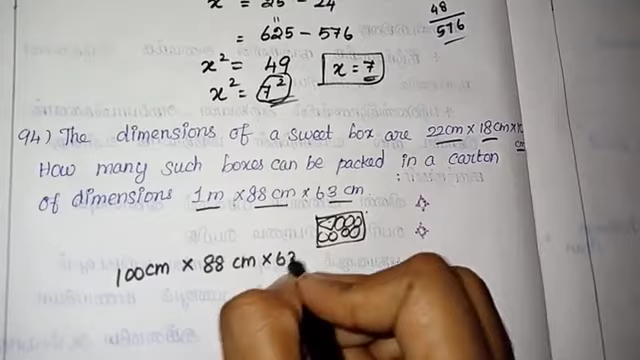 x = 25 - 24
48
= 625 - 576
576
x² = 49
x = 7
x² = 7²
94) The dimensions of a sweet box are 22cm × 18cm ×
How many such boxes can be packed in a carton
of dimensions 1m × 88 cm × 63 cm
100cm × 88 cm × 63